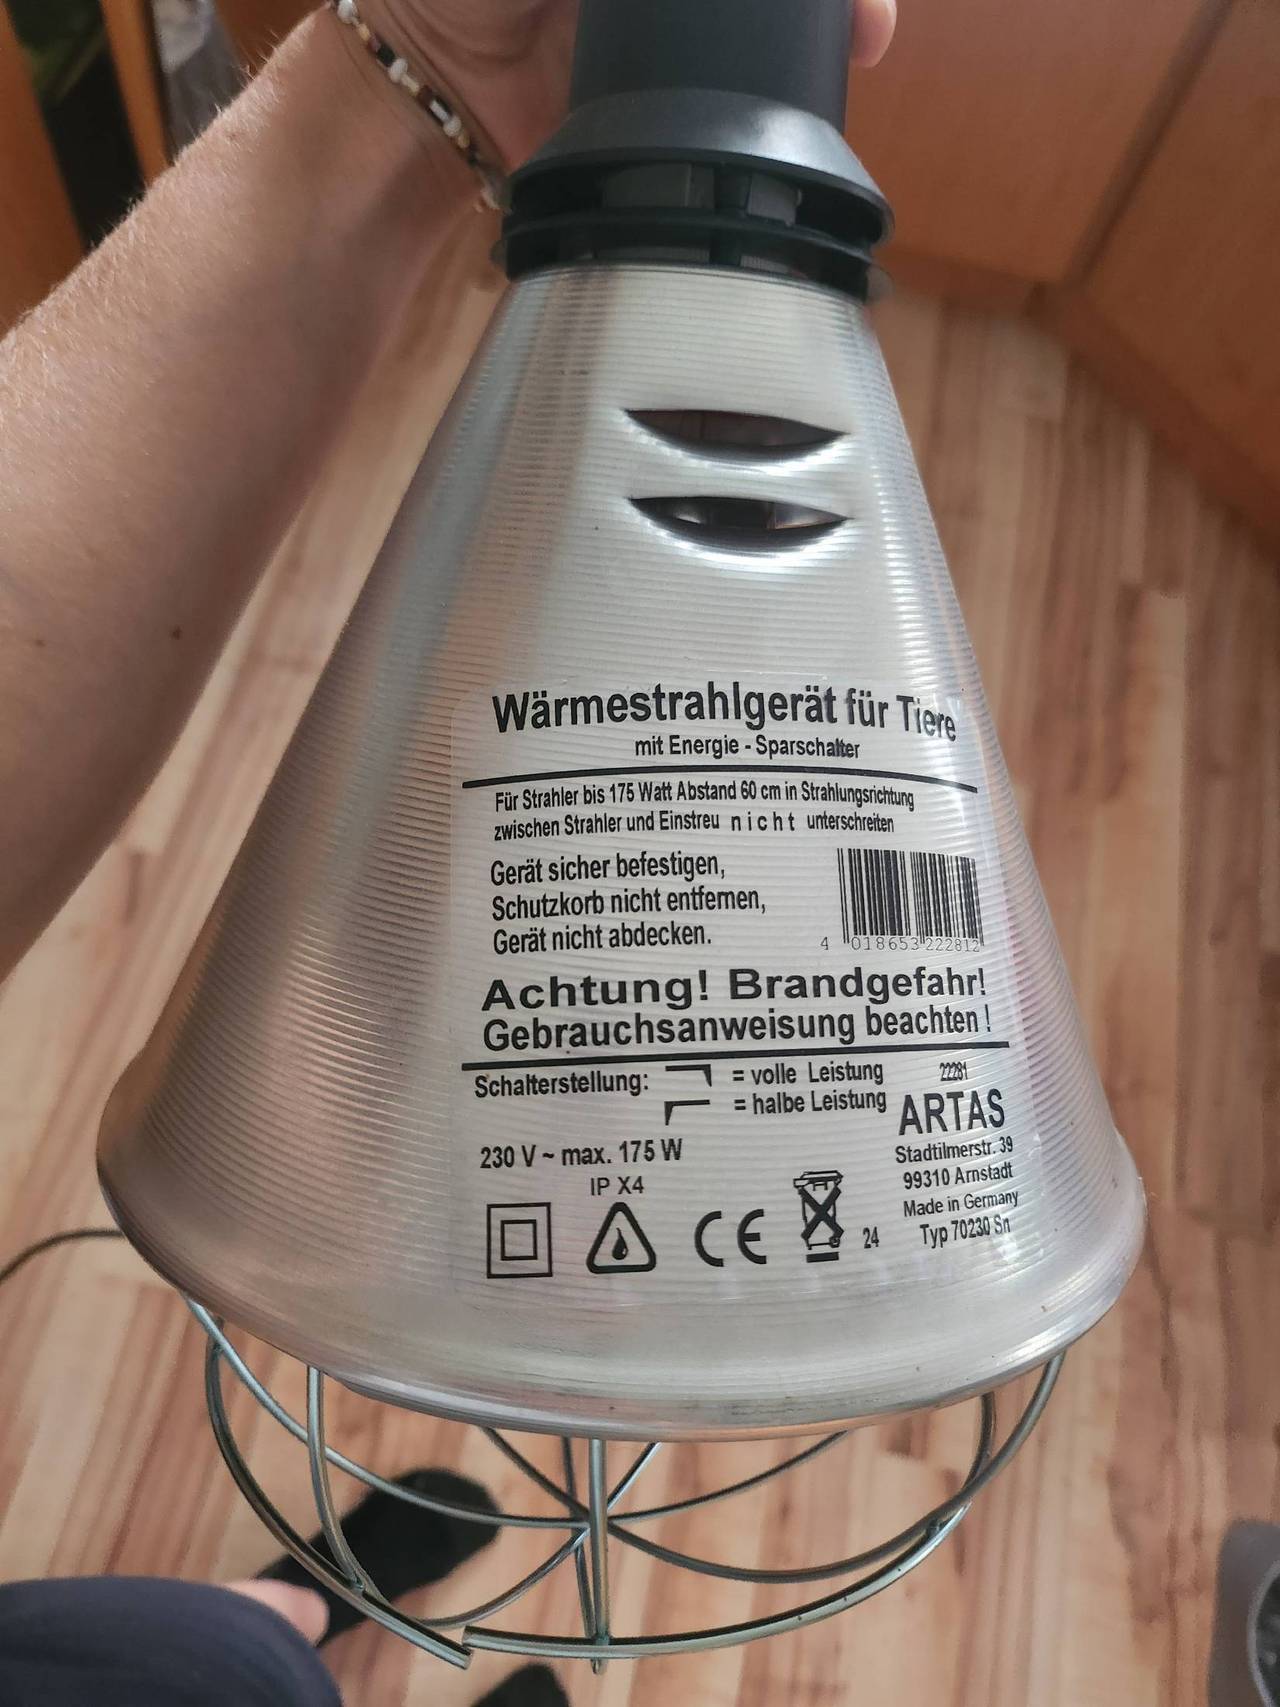 Wärmestrahlgerät für Tiere
mit Energie - Sparschalter
Für Strahler bis 175 Watt Abstand 60 cm in Strahlungsrichtung
zwischen Strahler und Einstreu n i c h t unterschreiten
Gerät sicher befestigen,
Schutzkorb nicht entfernen,
Gerät nicht abdecken.
4 018653 222812
Achtung! Brandgefahr!
Gebrauchsanweisung beachten !
Schalterstellung: = volle Leistung
= halbe Leistung
22281
ARTAS
Stadtilmerstr. 39
99310 Arnstadt
Made in Germany
Typ 70230 Sn
230 V ~ max. 175 W
IP X4
CE
24